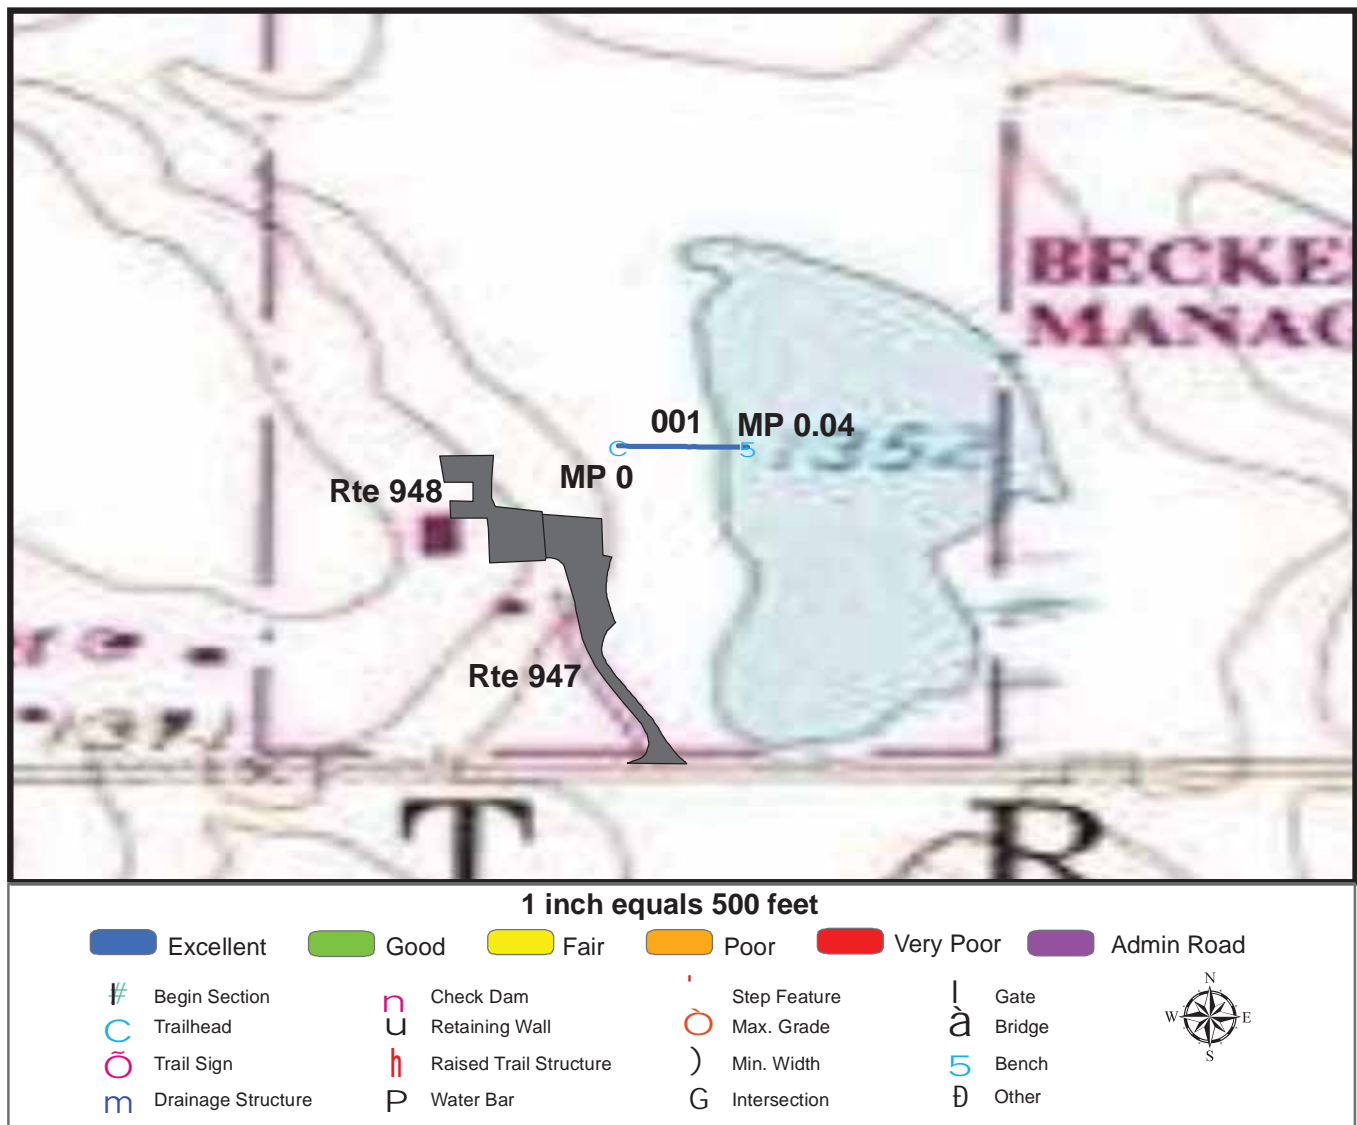 BECKE
MANAG
001
MP 0.04
1352
MP 0
Rte 948
Rte 947
T R
1 inch equals 500 feet
Excellent Good Fair Poor Very Poor Admin Road
# Begin Section
C Trailhead
Õ Trail Sign
m Drainage Structure
n Check Dam
u Retaining Wall
h Raised Trail Structure
P Water Bar
' Step Feature
Ò Max. Grade
) Min. Width
G Intersection
l Gate
à Bridge
5 Bench
Đ Other
N
W E
S